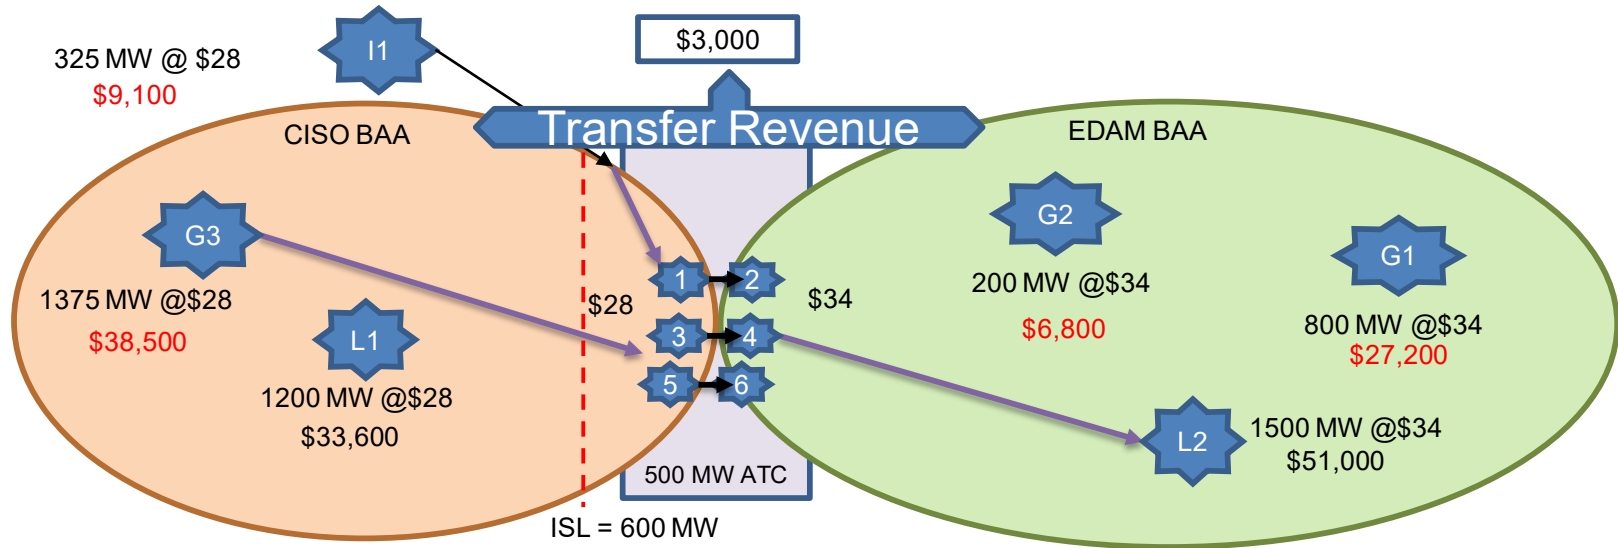 $3,000
I1
325 MW @ $28
$9,100
Transfer Revenue
CISO BAA
EDAM BAA
G3
1375 MW @$28
$38,500
L1
1200 MW @$28
$33,600
$28
1
2
3
4
5
6
$34
500 MW ATC
ISL = 600 MW
G2
200 MW @$34
$6,800
G1
800 MW @$34
$27,200
L2
1500 MW @$34
$51,000